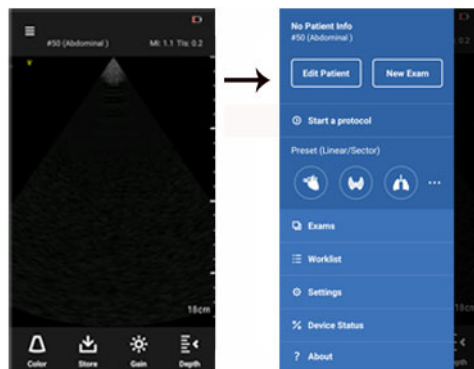 #50 (Abdominal )
MI: 1.1 TIs: 0.2
18cm
Color
Store
Gain
Depth
No Patient Info
#50 (Abdominal )
Edit Patient
New Exam
Start a protocol
Preset (Linear/Sector)
Exams
Worklist
Settings
Device Status
? About
18cm